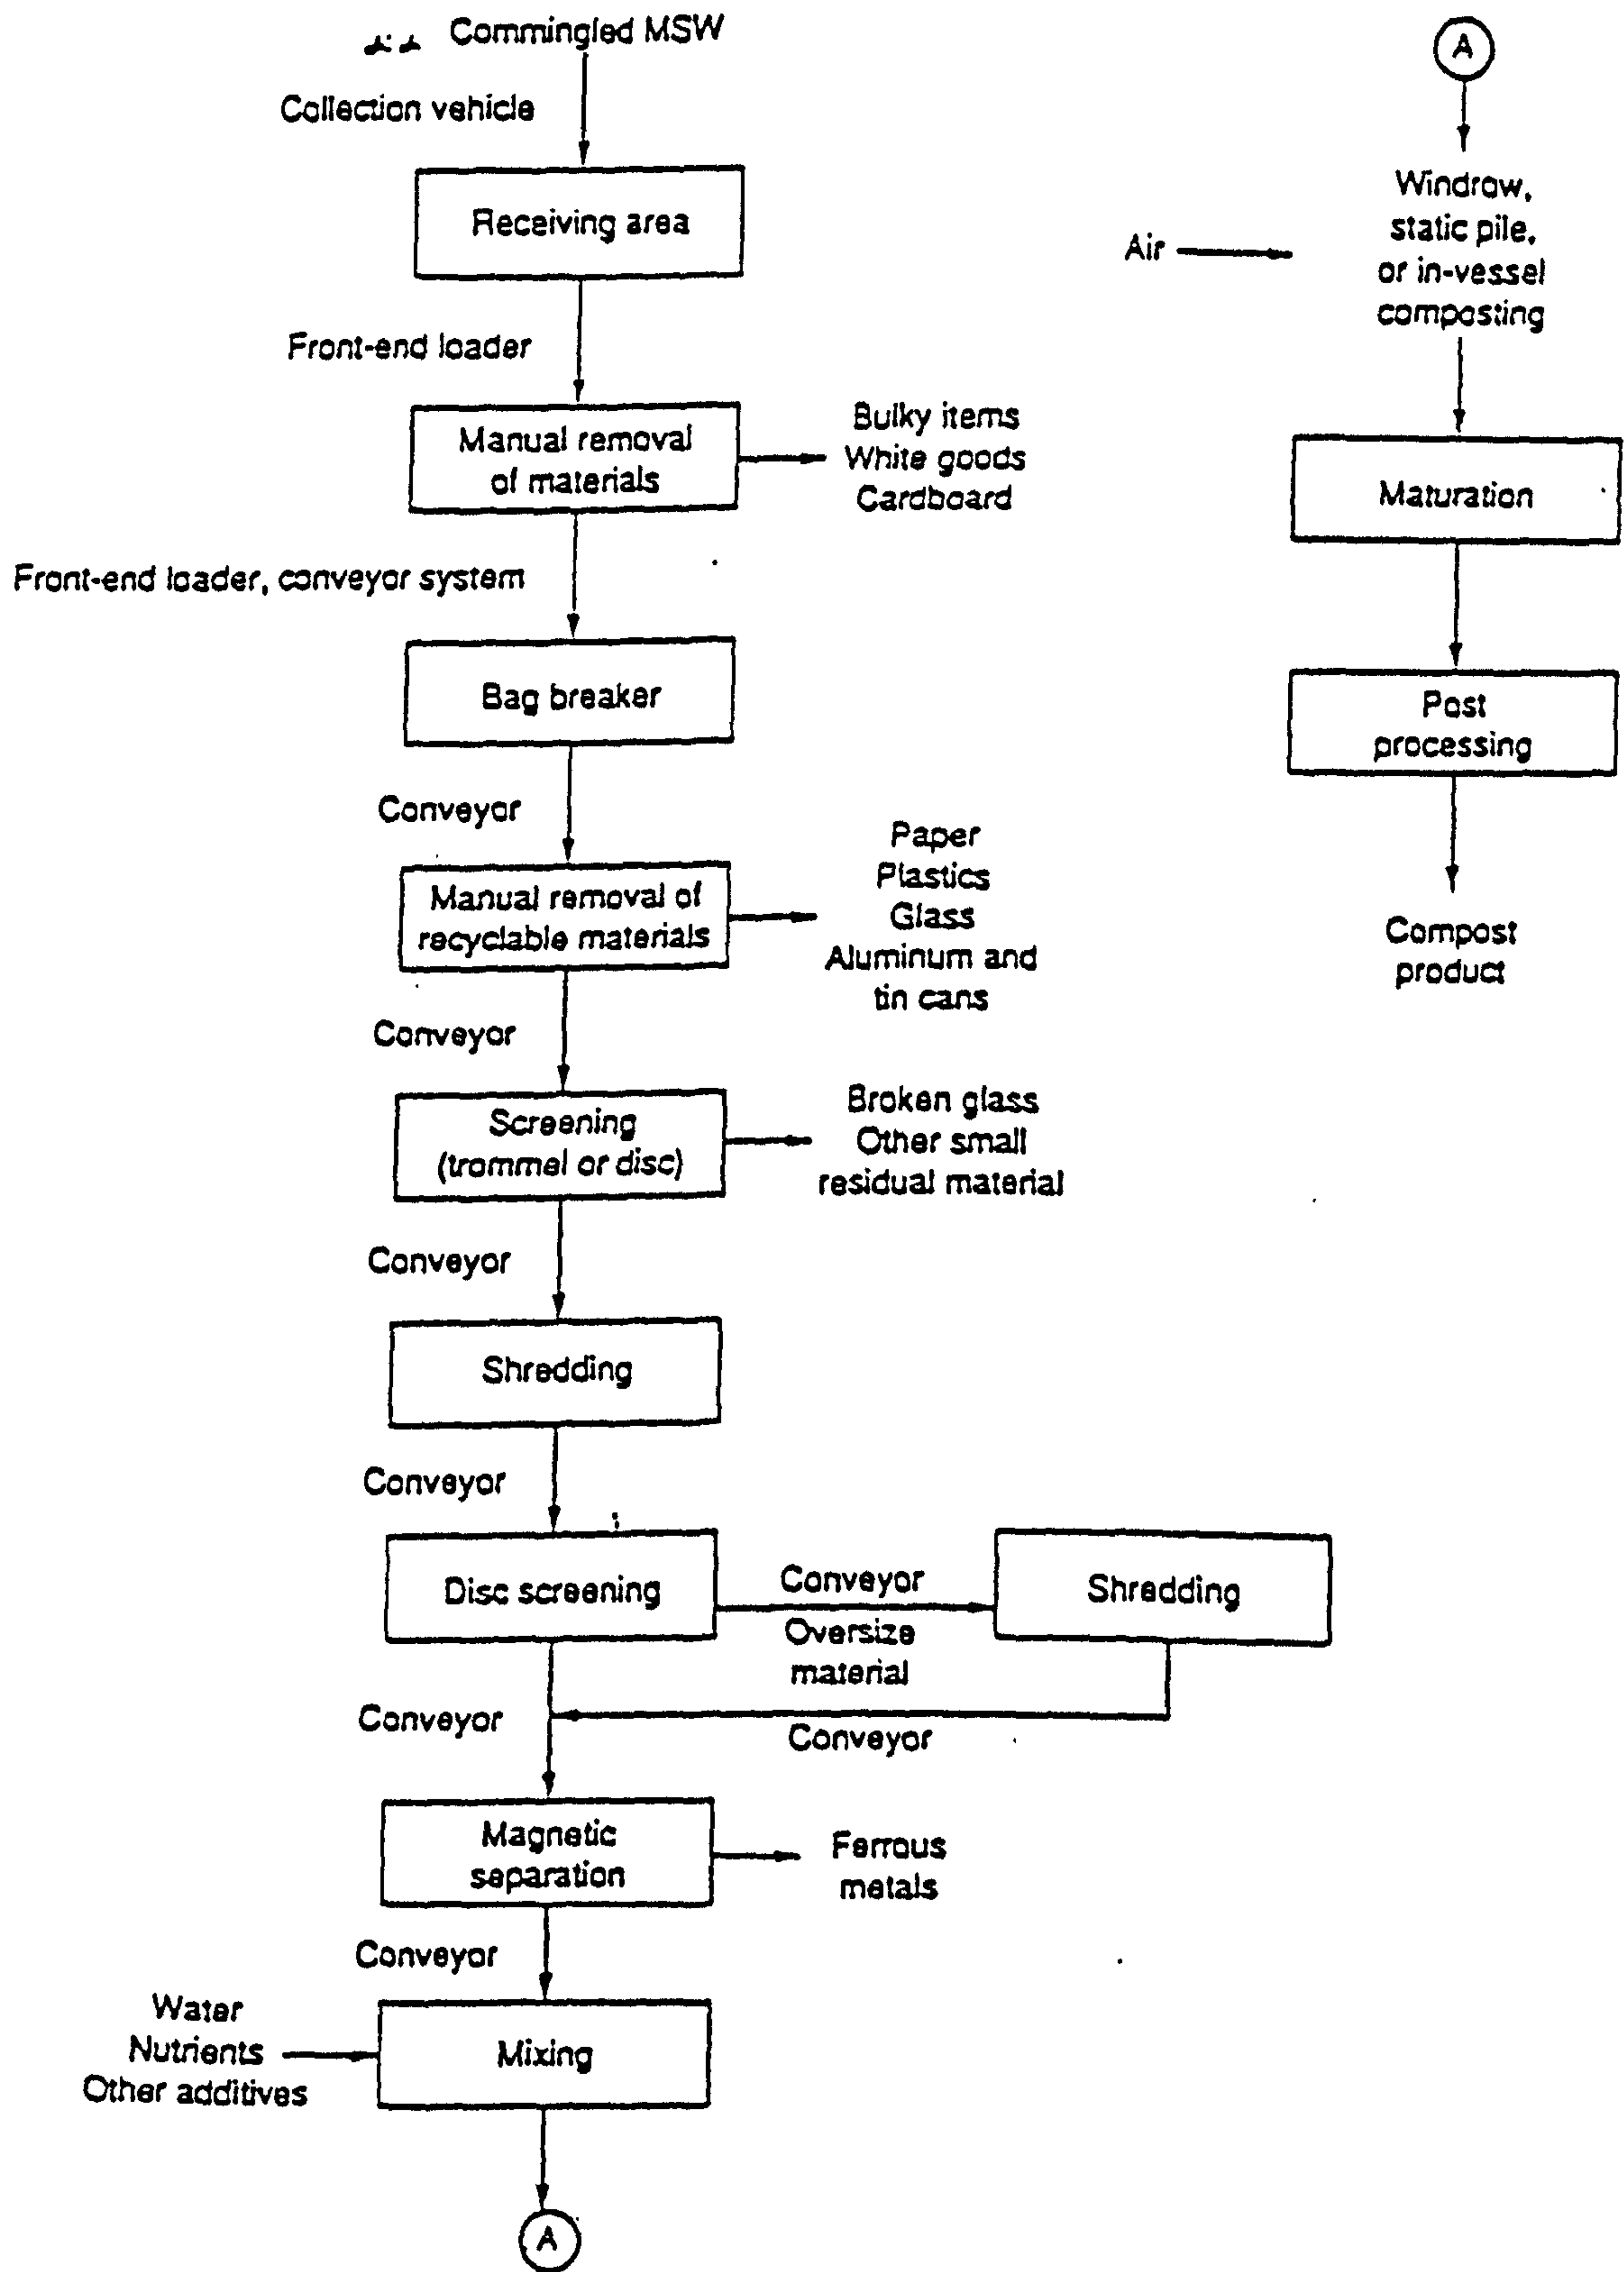 Commingled MSW
Collection vehicle
Receiving area
Front-end loader
Manual removal
of materials
Bulky items
White goods
Cardboard
Front-end loader, conveyor system
Bag breaker
Conveyor
Manual removal of
recyclable materials
Paper
Plastics
Glass
Aluminum and
tin cans
Conveyor
Screening
(trommel or disc)
Broken glass
Other small
residual material
Conveyor
Shredding
Conveyor
Disc screening
Conveyor
Oversize
material
Shredding
Conveyor
Conveyor
Magnetic
separation
Ferrous
metals
Conveyor
Water
Nutrients
Other additives
Mixing
A
A
Air
Windrow,
static pile,
or in-vessel
composting
Maturation
Post
processing
Compost
product